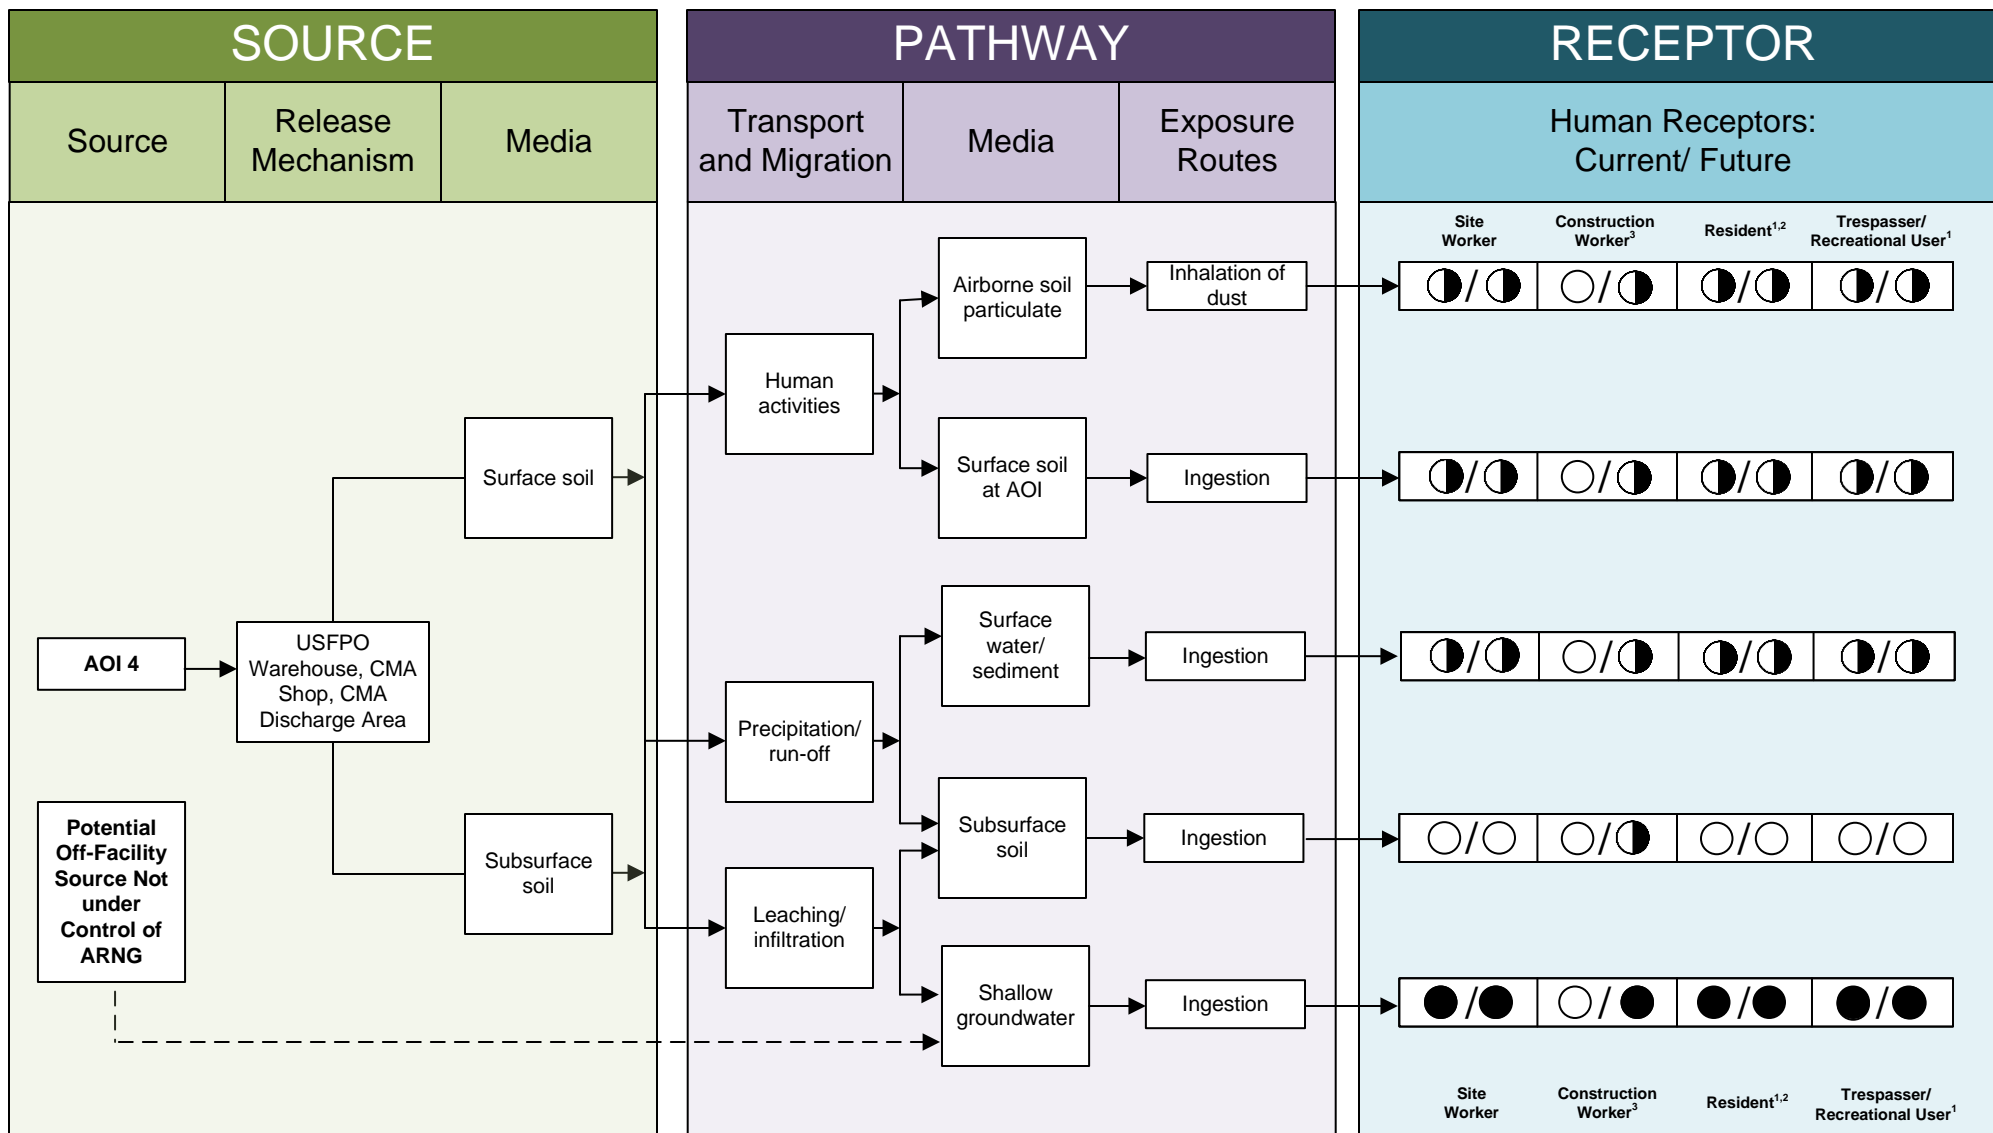 SOURCE
PATHWAY
RECEPTOR
Source
Release
Mechanism
Media
Transport
and Migration
Media
Exposure
Routes
Human Receptors:
Current/ Future
Site
Worker
Construction
Worker³
Resident¹,²
Trespasser/
Recreational User¹
Airborne soil
particulate
Inhalation of
dust
/
/
/
/
Human
activities
Surface soil
Surface soil
at AOI
Ingestion
/
/
/
/
AOI 4
USFPO
Warehouse, CMA
Shop, CMA
Discharge Area
Surface
water/
sediment
Ingestion
/
/
/
/
Precipitation/
run-off
Potential
Off-Facility
Source Not
under
Control of
ARNG
Subsurface
soil
Subsurface
soil
Ingestion
/
/
/
/
Leaching/
infiltration
Shallow
groundwater
Ingestion
/
/
/
/
Site
Worker
Construction
Worker³
Resident¹,²
Trespasser/
Recreational User¹